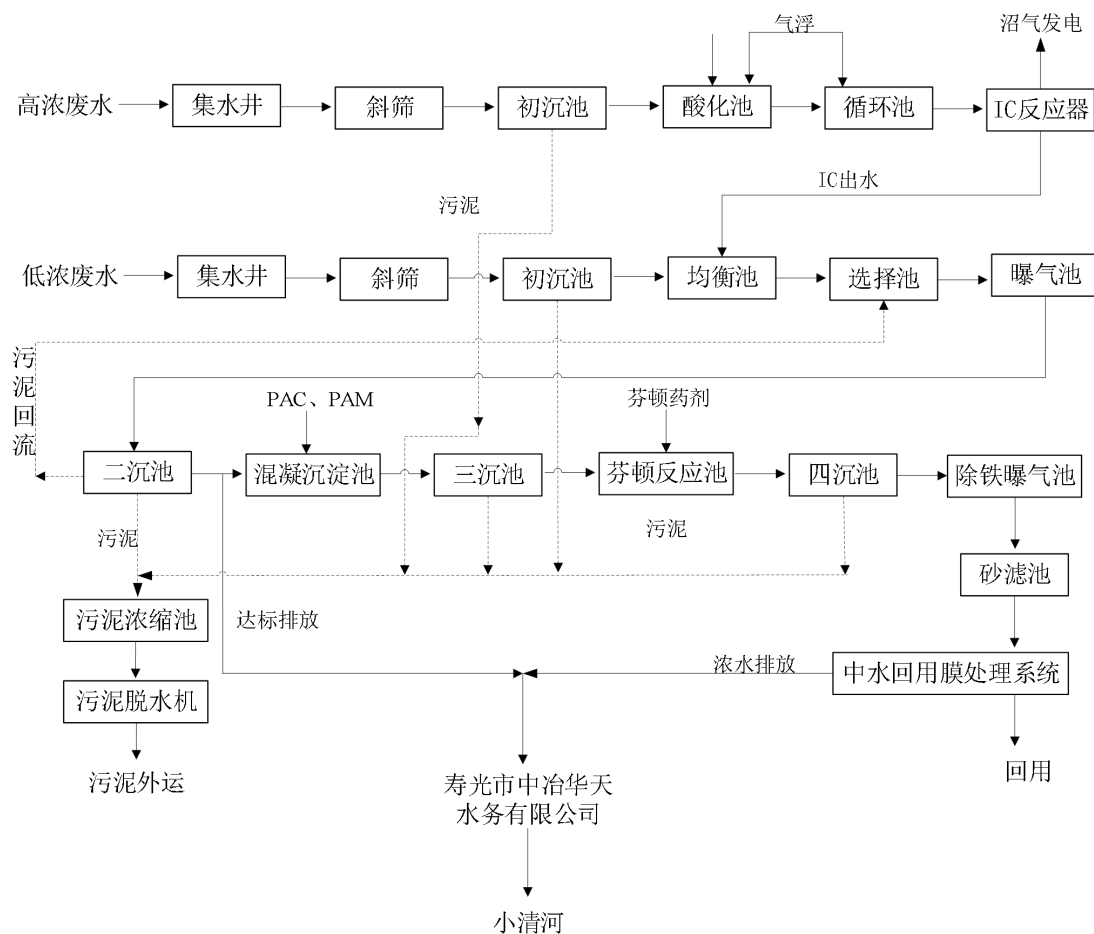 气浮
沼气发电
高浓废水
集水井
斜筛
初沉池
酸化池
循环池
IC反应器
IC出水
污泥
低浓废水
集水井
斜筛
初沉池
均衡池
选择池
曝气池
污泥回流
PAC、PAM
芬顿药剂
二沉池
混凝沉淀池
三沉池
芬顿反应池
四沉池
除铁曝气池
污泥
污泥
砂滤池
污泥浓缩池
达标排放
浓水排放
中水回用膜处理系统
污泥脱水机
污泥外运
寿光市中冶华天
水务有限公司
回用
小清河